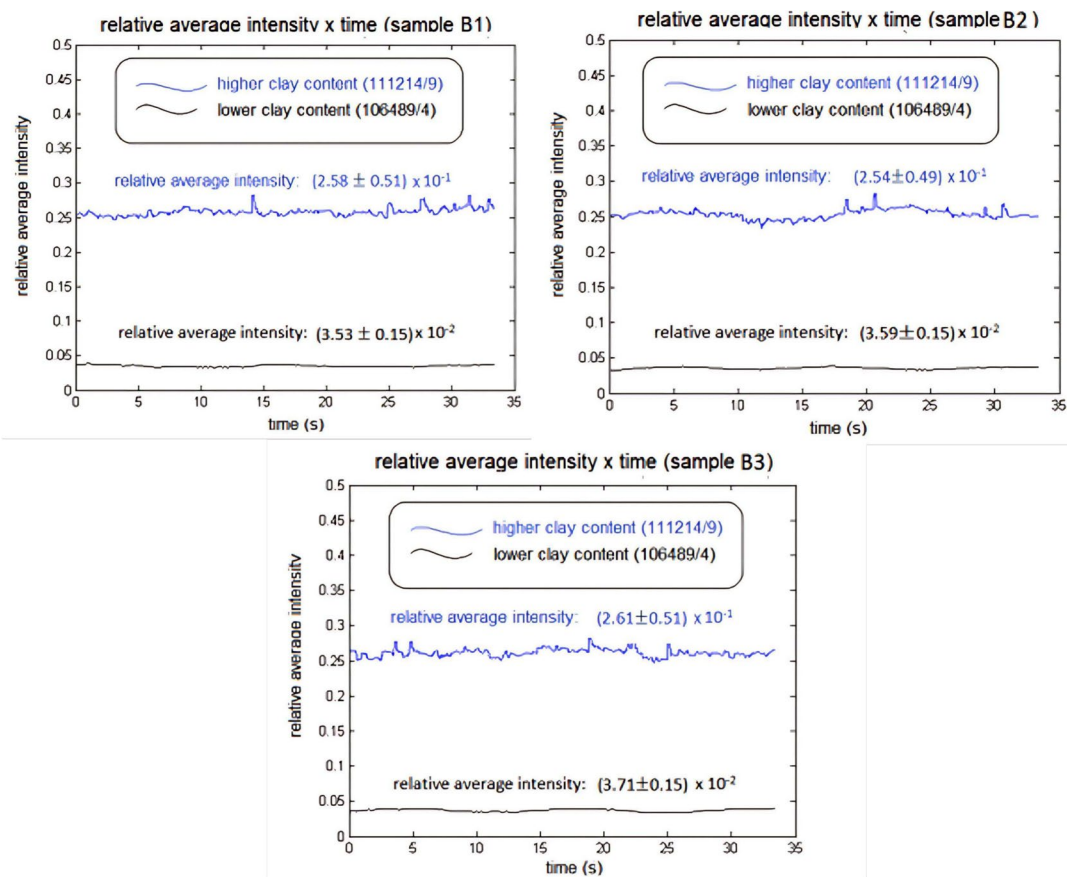 relative average intensity x time (sample B1)
0.5
0.45
0.4
0.35
0.3
0.25
0.2
0.15
0.1
0.05
0
relative average intensity
higher clay content (111214/9)
lower clay content (106489/4)
relative average intensity: (2.58 ± 0.51) x 10⁻¹
relative average intensity: (3.53 ± 0.15) x 10⁻²
0 5 10 15 20 25 30 35
time (s)
relative average intensity x time (sample B2)
0.5
0.45
0.4
0.35
0.3
0.25
0.2
0.15
0.1
0.05
0
relative average intensity
higher clay content (111214/9)
lower clay content (106489/4)
relative average intensity: (2.54±0.49) x 10⁻¹
relative average intensity: (3.59±0.15) x 10⁻²
0 5 10 15 20 25 30 35
time (s)
relative average intensity x time (sample B3)
0.5
0.45
0.4
0.35
0.3
0.25
0.2
0.15
0.1
0.05
0
relative average intensity
higher clay content (111214/9)
lower clay content (106489/4)
relative average intensity: (2.61±0.51) x 10⁻¹
relative average intensity: (3.71±0.15) x 10⁻²
0 5 10 15 20 25 30 35
time (s)